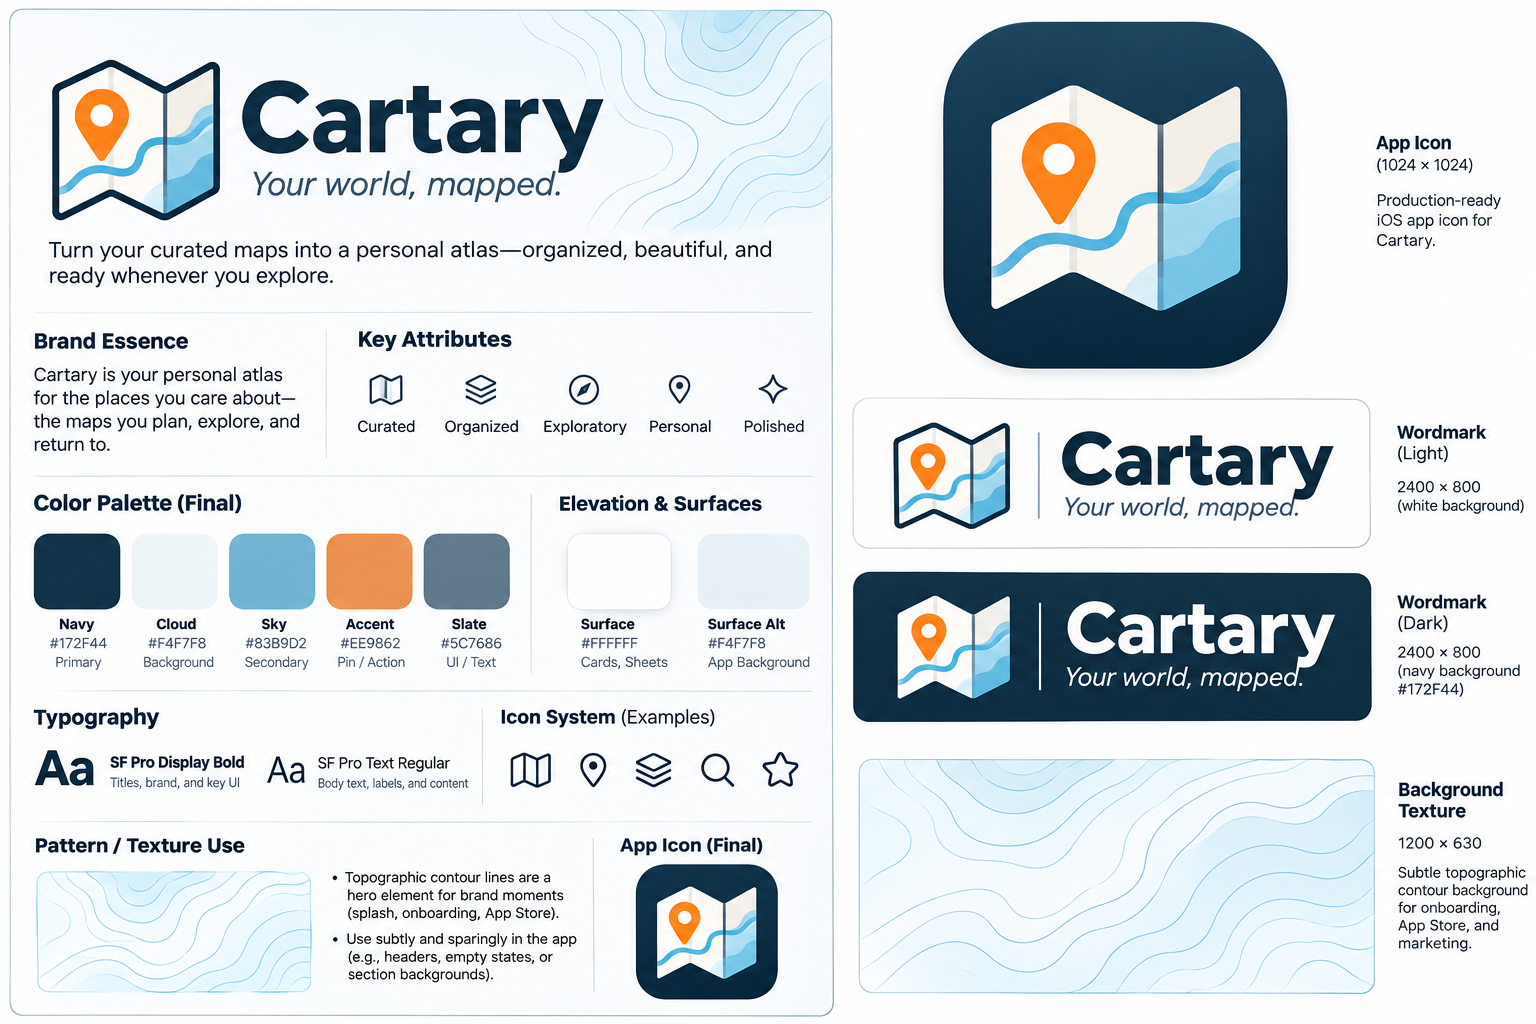 Cartary
Your world, mapped.
Turn your curated maps into a personal atlas—organized, beautiful, and
ready whenever you explore.
Brand Essence
Cartary is your personal atlas
for the places you care about—
the maps you plan, explore, and
return to.
Key Attributes
Curated
Organized
Exploratory
Personal
Polished
Color Palette (Final)
Navy
#172F44
Primary
Cloud
#F4F7F8
Background
Sky
#83B9D2
Secondary
Accent
#EE9862
Pin / Action
Slate
#5C7686
UI / Text
Elevation & Surfaces
Surface
#FFFFFF
Cards, Sheets
Surface Alt
#F4F7F8
App Background
Typography
Aa
SF Pro Display Bold
Titles, brand, and key UI
Aa
SF Pro Text Regular
Body text, labels, and content
Icon System (Examples)
Pattern / Texture Use
• Topographic contour lines are a
hero element for brand moments
(splash, onboarding, App Store).
• Use subtly and sparingly in the app
(e.g., headers, empty states, or
section backgrounds).
App Icon (Final)
App Icon
(1024 × 1024)
Production-ready
iOS app icon for
Cartary.
Cartary
Your world, mapped.
Wordmark
(Light)
2400 × 800
(white background)
Cartary
Your world, mapped.
Wordmark
(Dark)
2400 × 800
(navy background
#172F44)
Background
Texture
1200 × 630
Subtle topographic
contour background
for onboarding,
App Store, and
marketing.